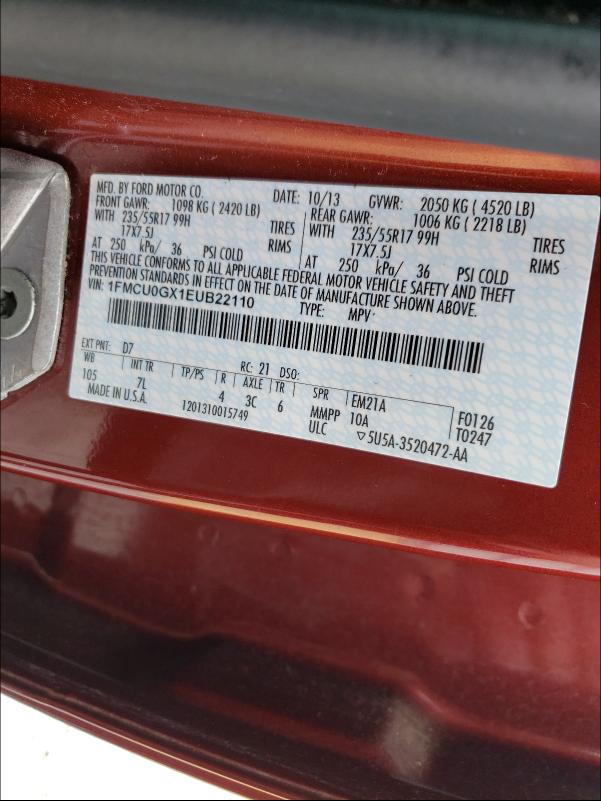 MFD. BY FORD MOTOR CO. DATE: 10/13 GVWR: 2050 KG ( 4520 LB)
FRONT GAWR: 1098 KG ( 2420 LB) REAR GAWR: 1006 KG ( 2218 LB)
WITH 235/55R17 99H TIRES WITH 235/55R17 99H TIRES
17X7.5J RIMS 17X7.5J RIMS
AT 250 kPa/ 36 PSI COLD AT 250 kPa/ 36 PSI COLD
THIS VEHICLE CONFORMS TO ALL APPLICABLE FEDERAL MOTOR VEHICLE SAFETY AND THEFT
PREVENTION STANDARDS IN EFFECT ON THE DATE OF MANUFACTURE SHOWN ABOVE.
VIN: 1FMCU0GX1EUB22110 TYPE: MPV
EXT PNT: D7 RC: 21 DSO:
WB INT TR TP/PS R AXLE TR SPR EM21A F0126
105 7L 4 3C 6 MMPP 10A T0247
MADE IN U.S.A. 1201310015749 ULC ▽5U5A-3520472-AA